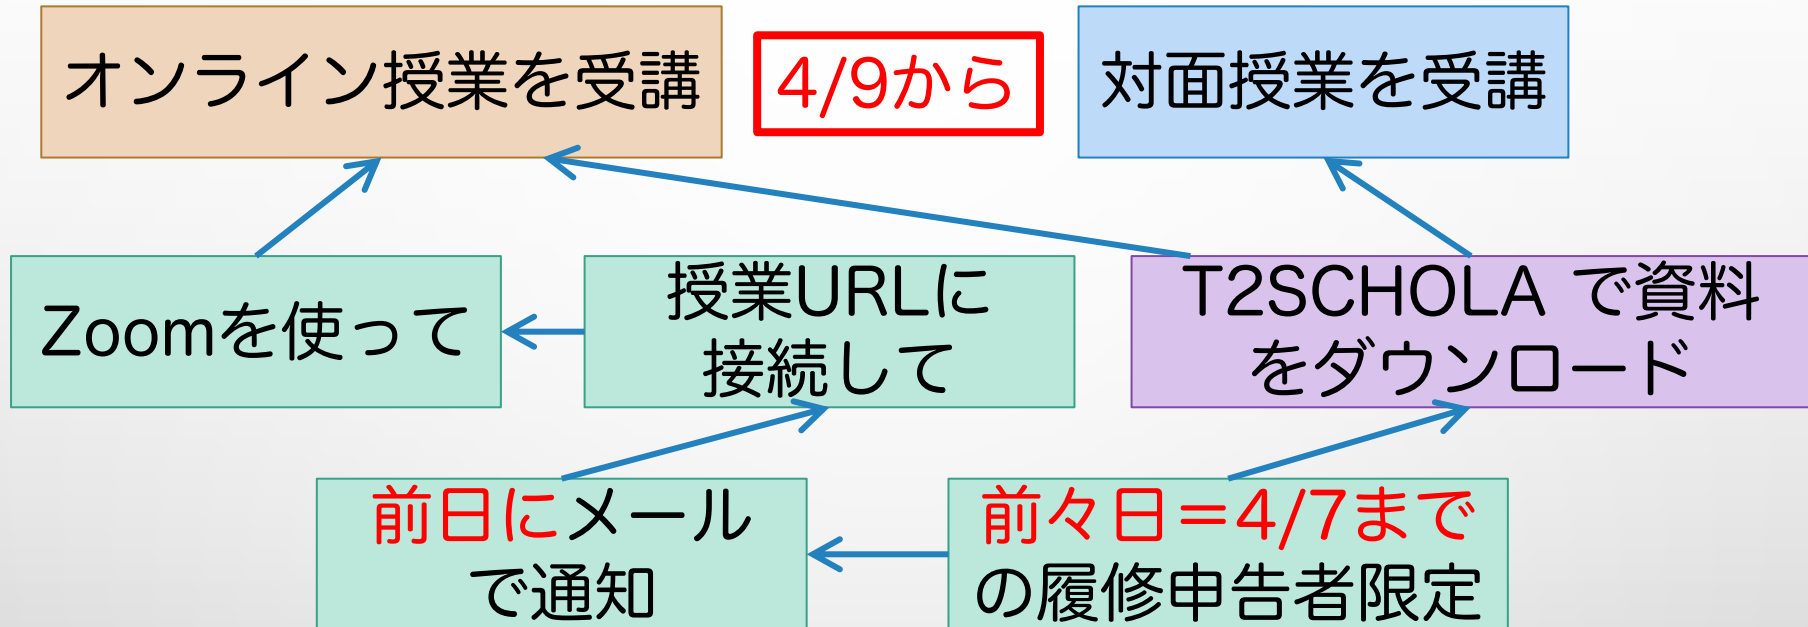 オンライン授業を受講
4/9から
対面授業を受講
Zoomを使って
授業URLに
接続して
T2SCHOLA で資料
をダウンロード
前日にメール
で通知
前々日=4/7まで
の履修申告者限定